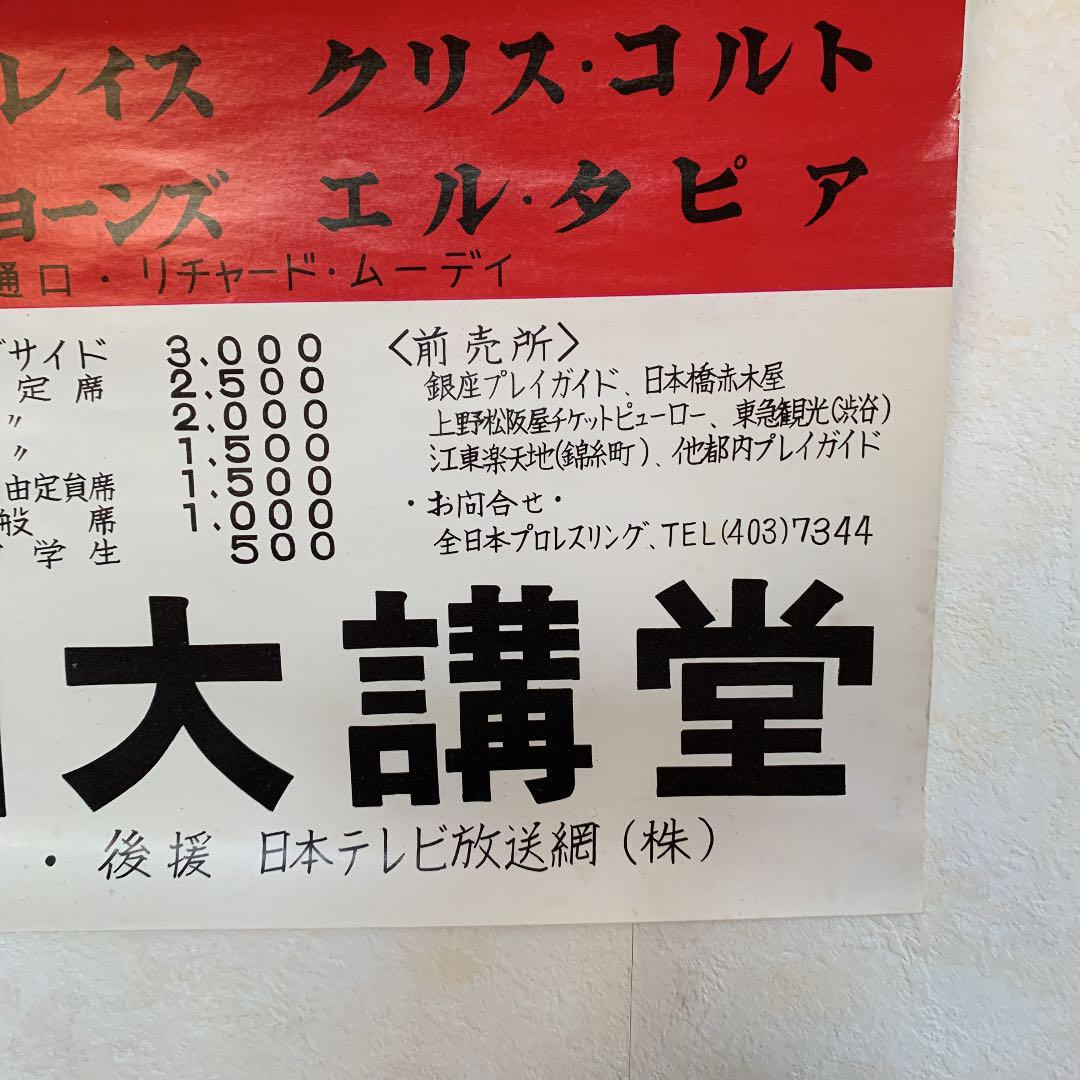 レイス クリス・コルト
ョーンズ エル・タピア
樋口・リチャード・ムーディ
グサイド 3,000
定席 2,500
〃 2,000
〃 1,500
由定員席 1,500
般席 1,000
学生 500
<前売所>
銀座プレイガイド、日本橋赤木屋
上野松阪屋チケットビューロー、東急観光(渋谷)
江東楽天地(錦糸町)、他都内プレイガイド
・お問合せ・
全日本プロレスリング、TEL(403)7344
大講堂
・後援 日本テレビ放送網(株)